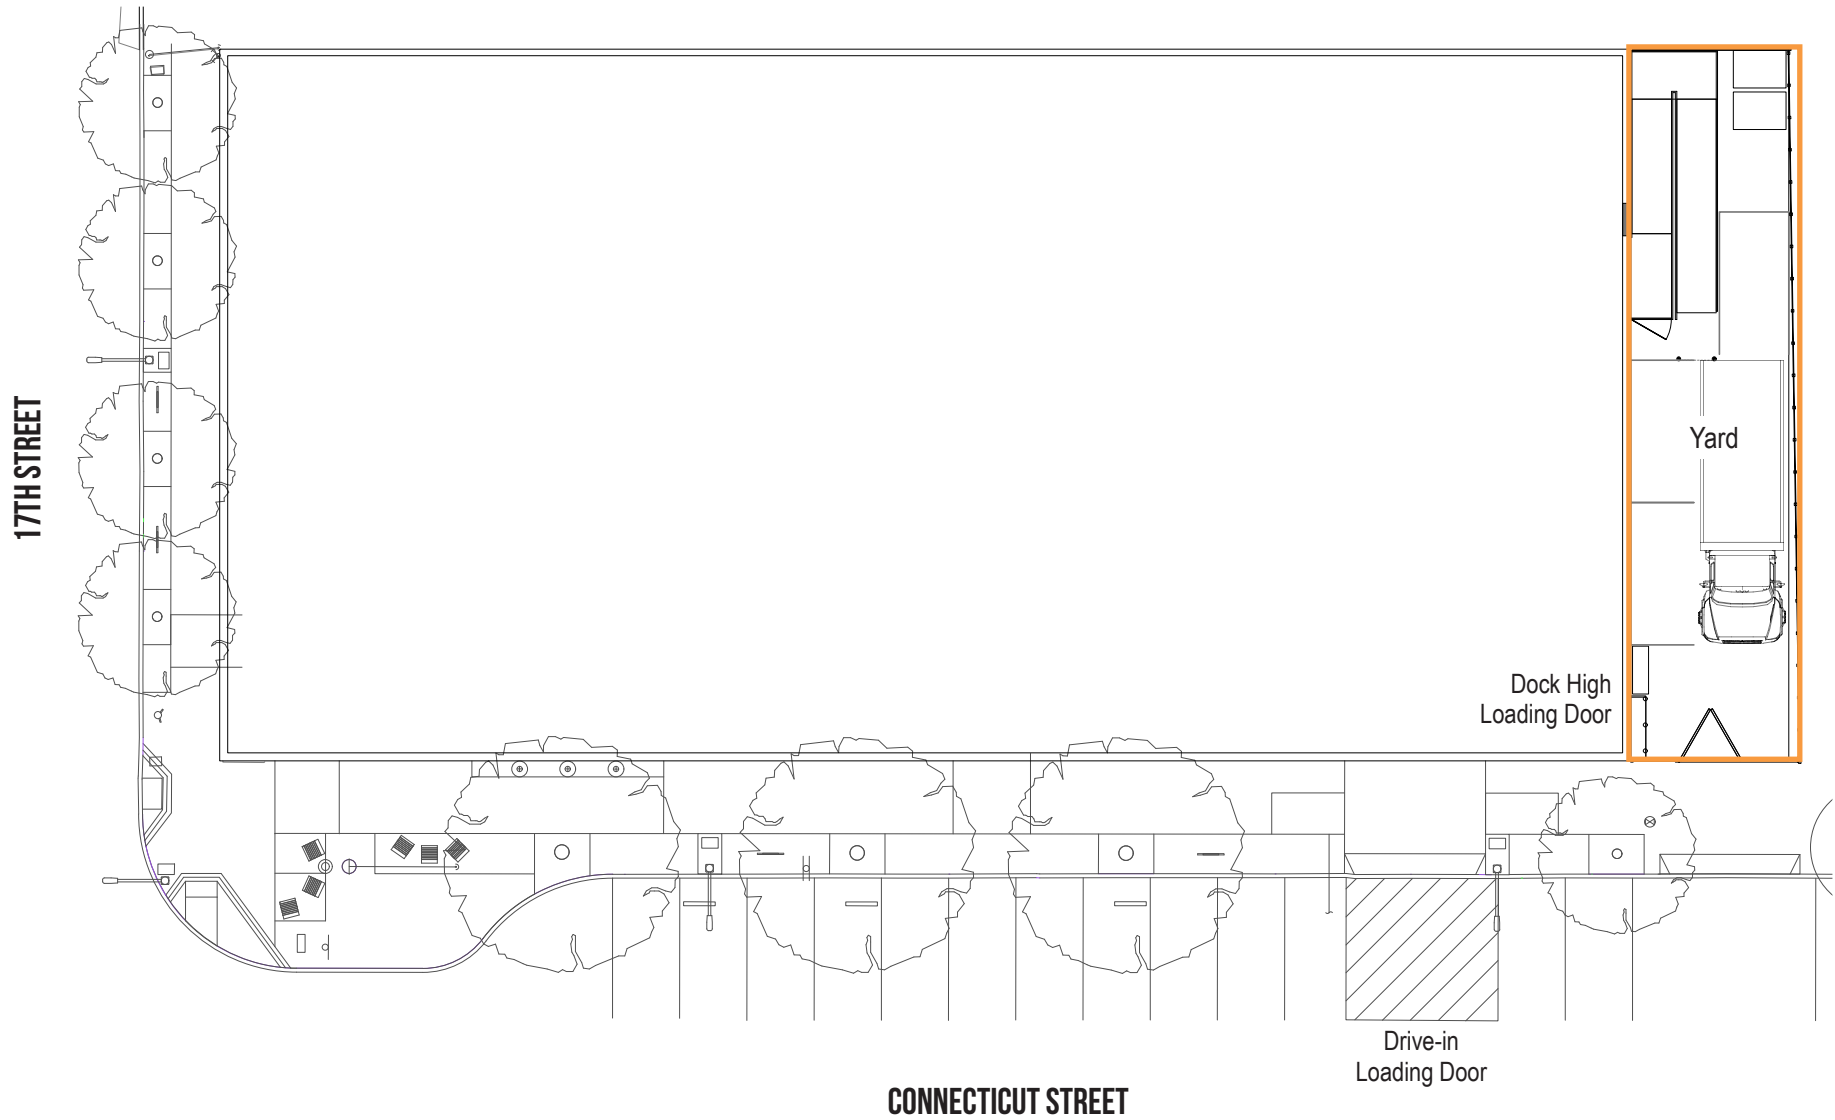 17TH STREET
Yard
Dock High
Loading Door
Drive-in
Loading Door
CONNECTICUT STREET